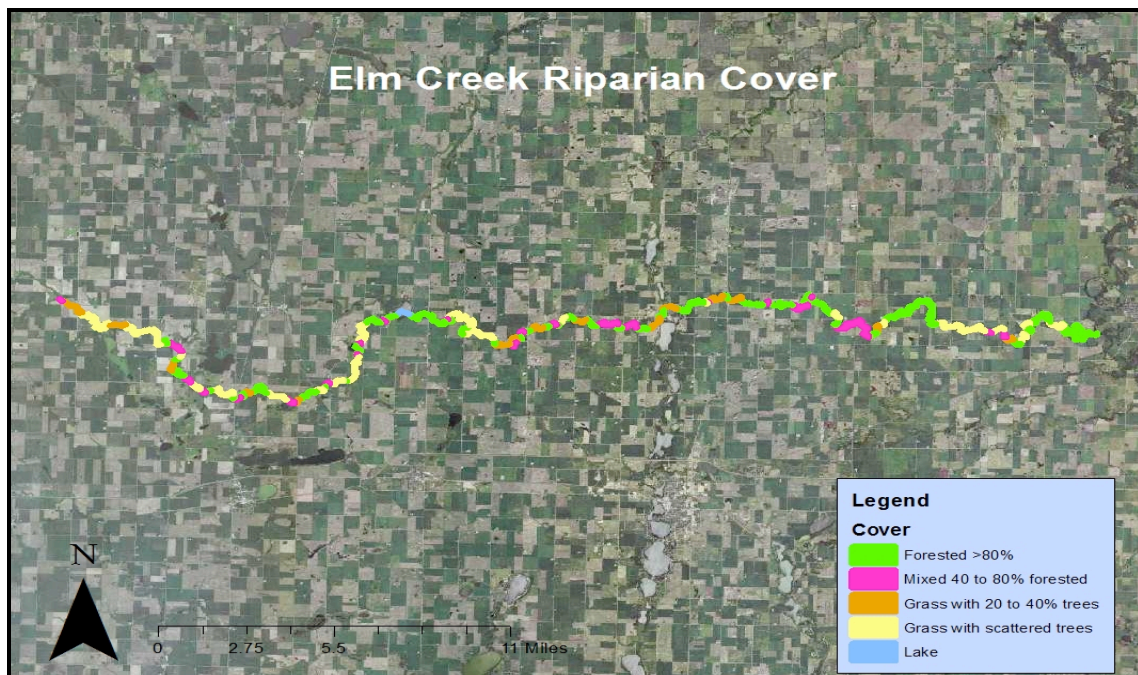 Elm Creek Riparian Cover
Legend
Cover
Forested >80%
Mixed 40 to 80% forested
Grass with 20 to 40% trees
Grass with scattered trees
Lake
N
0 2.75 5.5 11 Miles